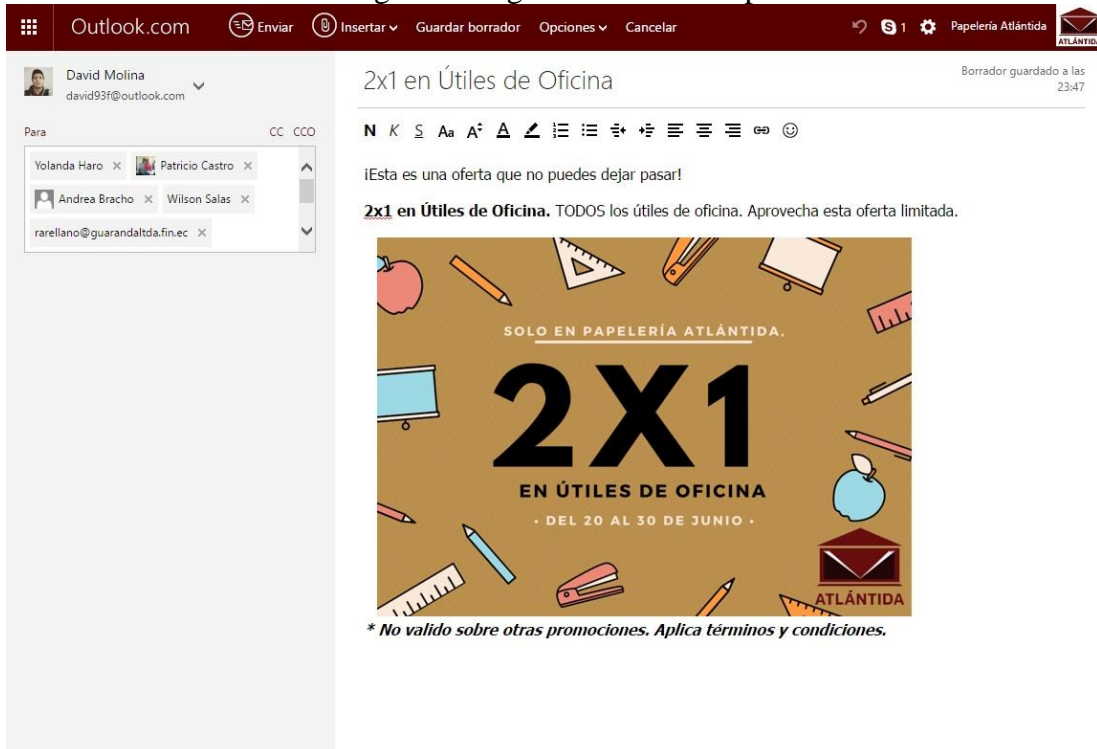 Outlook.com Enviar Insertar Guardar borrador Opciones Cancelar 1 Papelería Atlántida
ATLÁNTIDA
David Molina
david93f@outlook.com
Para CC CCO
Yolanda Haro × Patricio Castro ×
Andrea Bracho × Wilson Salas ×
rarellano@guarandaltda.fin.ec ×
2x1 en Útiles de Oficina
Borrador guardado a las
23:47
N K S Aa A A
¡Esta es una oferta que no puedes dejar pasar!
2x1 en Útiles de Oficina. TODOS los útiles de oficina. Aprovecha esta oferta limitada.
SOLO EN PAPELERÍA ATLÁNTIDA.
2X1
EN ÚTILES DE OFICINA
· DEL 20 AL 30 DE JUNIO ·
ATLÁNTIDA
* No valido sobre otras promociones. Aplica términos y condiciones.